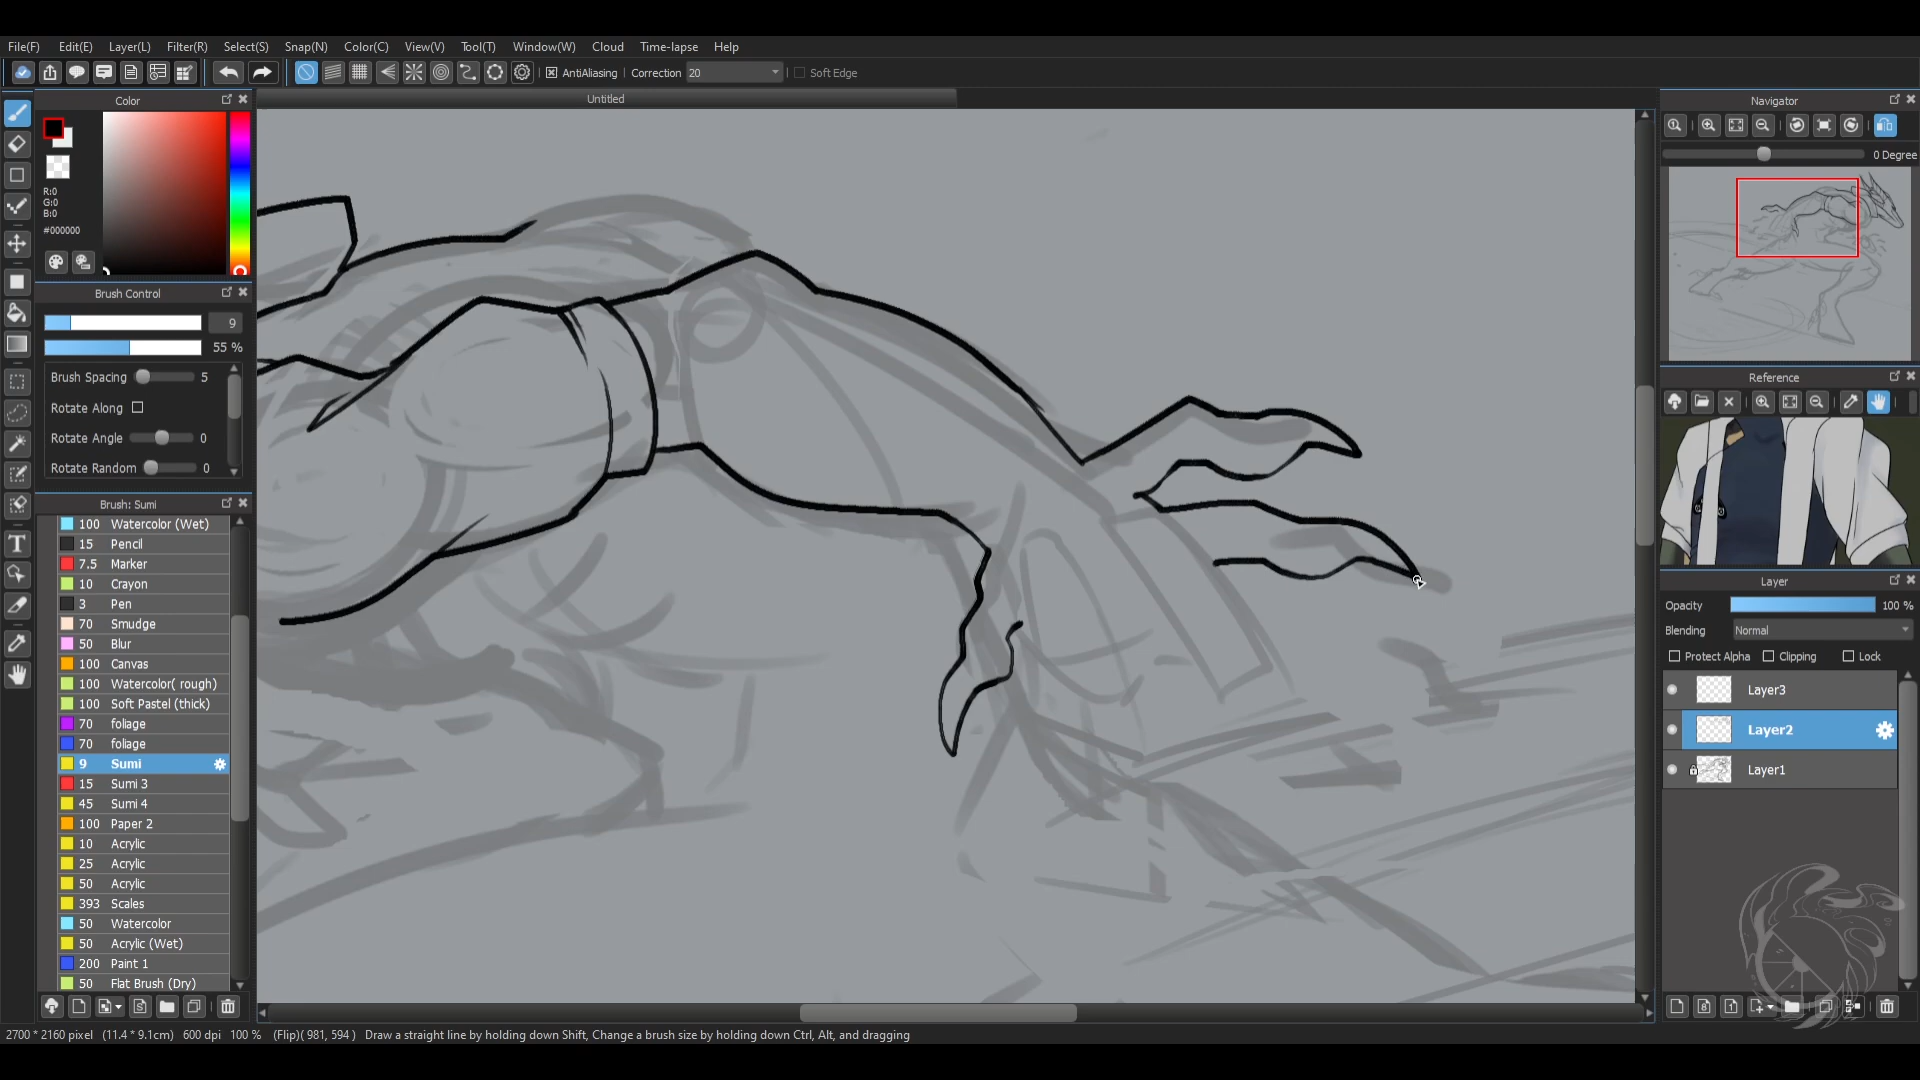 File(F) Edit(E) Layer(L) Filter(R) Select(S) Snap(N) Color(C) View(V) Tool(T) Window(W) Cloud Time-lapse Help
AntiAliasing Correction 20 Soft Edge
Color
R:0
G:0
B:0
#000000
Brush Control
9
55 %
Brush Spacing 5
Rotate Along
Rotate Angle 0
Rotate Random 0
Brush: Sumi
100 Watercolor (Wet)
15 Pencil
7.5 Marker
10 Crayon
3 Pen
70 Smudge
50 Blur
100 Canvas
100 Watercolor( rough)
100 Soft Pastel (thick)
70 foliage
70 foliage
9 Sumi
15 Sumi 3
45 Sumi 4
100 Paper 2
10 Acrylic
25 Acrylic
50 Acrylic
393 Scales
50 Watercolor
50 Acrylic (Wet)
200 Paint 1
50 Flat Brush (Dry)
Untitled
Navigator
0 Degree
Reference
Layer
Opacity 100 %
Blending Normal
Protect Alpha Clipping Lock
Layer3
Layer2
Layer1
T
2700 * 2160 pixel (11.4 * 9.1cm) 600 dpi 100 % (Flip)( 981, 594 ) Draw a straight line by holding down Shift, Change a brush size by holding down Ctrl, Alt, and dragging